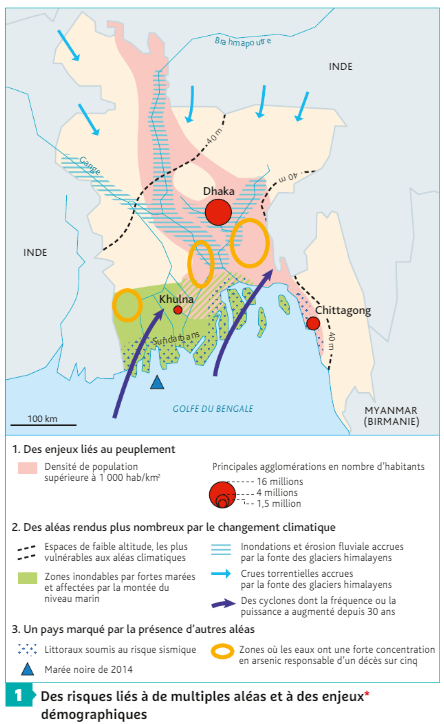 Brahmapoutre
INDE
40 m
Gange
40 m
Dhaka
INDE
Khulna
Chittagong
Sundarbans
40 m
GOLFE DU BENGALE
MYANMAR
(BIRMANIE)
100 km
1. Des enjeux liés au peuplement
Densité de population
supérieure à 1 000 hab/km²
Principales agglomérations en nombre d'habitants
16 millions
4 millions
1,5 million
2. Des aléas rendus plus nombreux par le changement climatique
Espaces de faible altitude, les plus
vulnérables aux aléas climatiques
Zones inondables par fortes marées
et affectées par la montée du
niveau marin
Inondations et érosion fluviale accrues
par la fonte des glaciers himalayens
Crues torrentielles accrues
par la fonte des glaciers himalayens
Des cyclones dont la fréquence ou la
puissance a augmenté depuis 30 ans
3. Un pays marqué par la présence d'autres aléas
Littoraux soumis au risque sismique
Marée noire de 2014
Zones où les eaux ont une forte concentration
en arsenic responsable d'un décès sur cinq
1 Des risques liés à de multiples aléas et à des enjeux*
démographiques